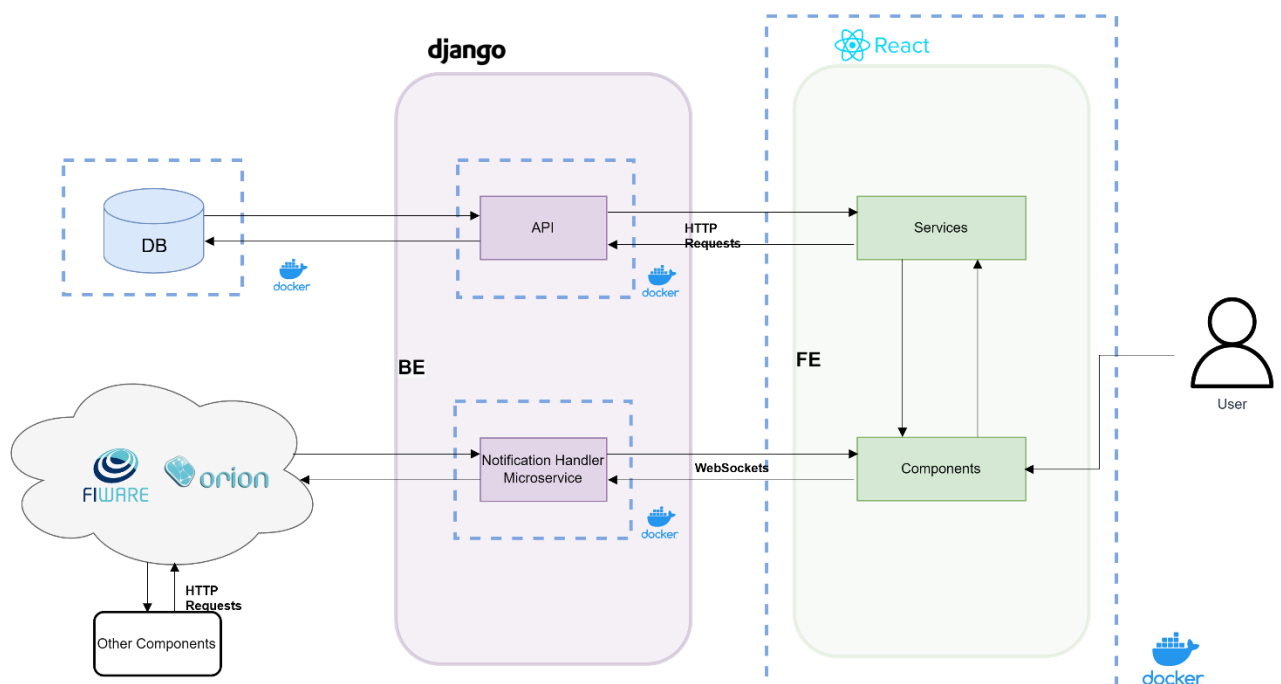 django
React
DB
docker
API
docker
HTTP
Requests
Services
BE
FE
User
FIWARE
orion
Notification Handler
Microservice
docker
WebSockets
Components
HTTP
Requests
Other Components
docker